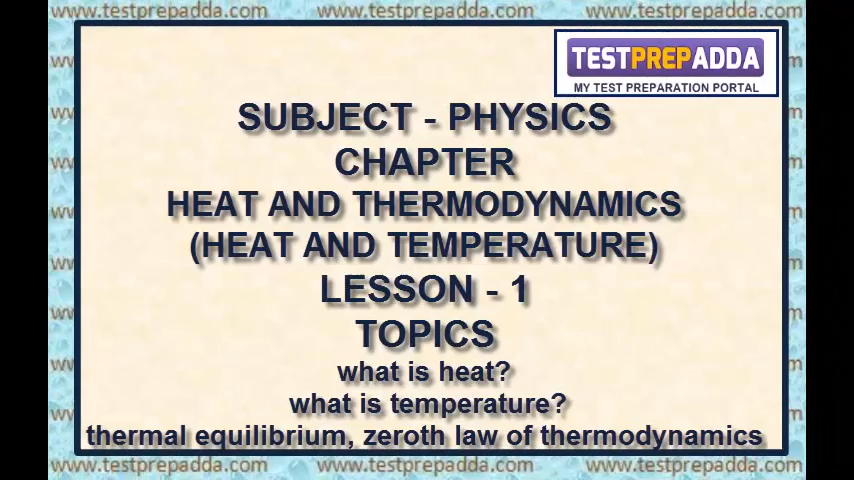 www.testprepadda.com www.testprepadda.com www.testprepadda.com
TESTPREPADDA
MY TEST PREPARATION PORTAL
SUBJECT - PHYSICS
CHAPTER
HEAT AND THERMODYNAMICS
(HEAT AND TEMPERATURE)
LESSON - 1
TOPICS
what is heat?
what is temperature?
thermal equilibrium, zeroth law of thermodynamics
www.testprepadda.com www.testprepadda.com www.testprepadda.com